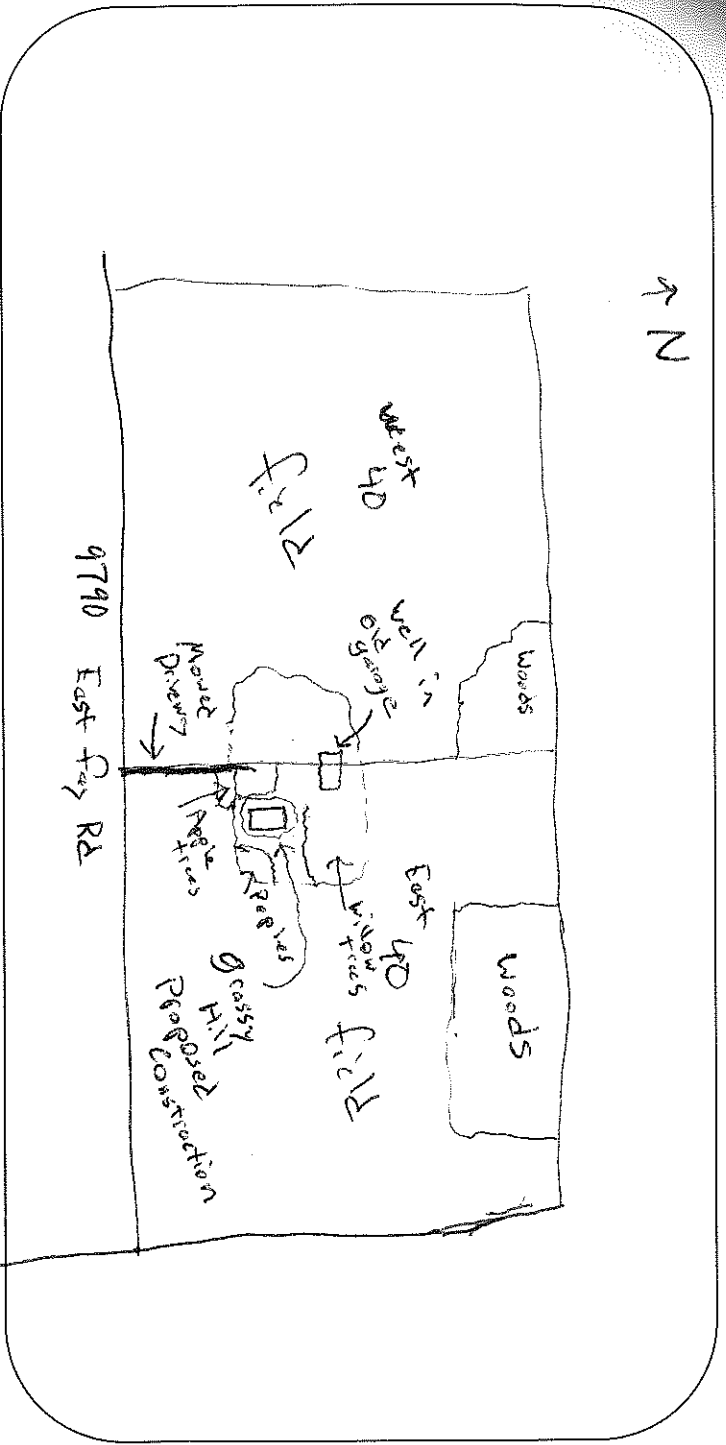 N
Woods
Woods
West
40
field
East
40
field
well in
old
garage
willow
trees
Mowed
Driveway
Apple
trees
grassy
Hill
Proposed
Construction
9790 East Rd